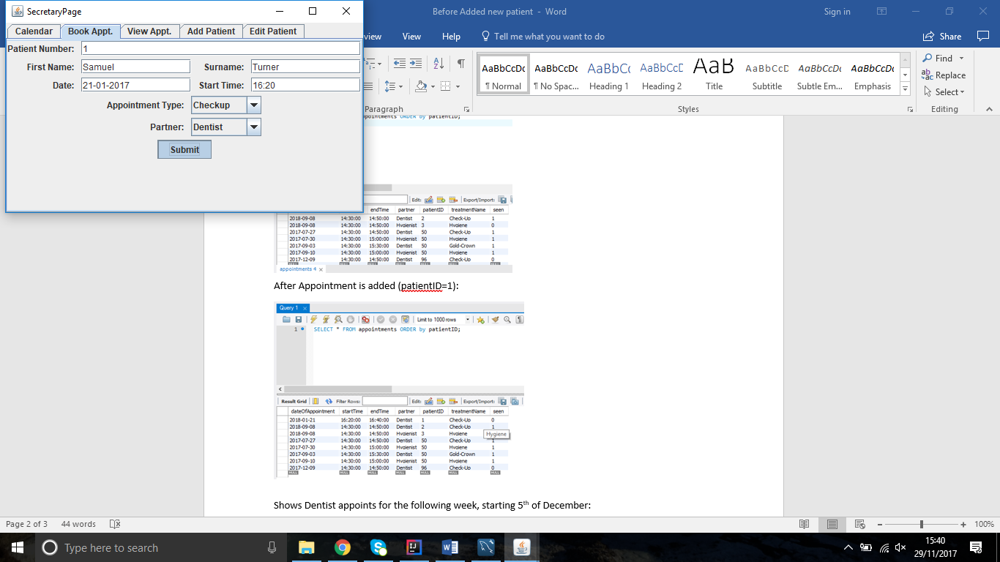 SecretaryPage
Before Added new patient - Word
Sign in
Calendar Book Appt. View Appt. Add Patient Edit Patient
view View Help Tell me what you want to do Share
Patient Number: 1
First Name: Samuel Surname: Turner
Date: 21-01-2017 Start Time: 16:20
Appointment Type: Checkup
Partner: Dentist
Submit
AaBbCcDc AaBbCcDc AaBbCc AaBbCcD AaB AaBbCcD AaBbCcDc AaBbCcDc
¶ Normal ¶ No Spac... Heading 1 Heading 2 Title Subtitle Subtle Em... Emphasis
Find
Replace
Select
Paragraph Styles Editing
pointments ORDER by patientID;
Edit: Export/Import:
endTime partner patientID treatmentName seen
2018-09-08 14:30:00 14:50:00 Dentist 2 Check-Up 1
2018-09-08 14:30:00 14:50:00 Hygienist 3 Hygiene 0
2017-07-27 14:30:00 14:50:00 Dentist 50 Check-Up 1
2017-07-30 14:30:00 15:00:00 Hygienist 50 Hygiene 1
2017-09-03 14:30:00 15:30:00 Dentist 50 Gold-Crown 1
2017-09-10 14:30:00 15:00:00 Hygienist 50 Hygiene 1
2017-12-09 14:30:00 14:50:00 Dentist 96 Check-Up 0
NULL NULL NULL NULL NULL NULL NULL
appointments 4
After Appointment is added (patientID=1):
Query 1
Limit to 1000 rows
1 SELECT * FROM appointments ORDER by patientID;
Result Grid Filter Rows: Edit: Export/Import:
dateOfAppointment startTime endTime partner patientID treatmentName seen
2018-01-21 16:20:00 16:40:00 Dentist 1 Check-Up 0
2018-09-08 14:30:00 14:50:00 Dentist 2 Check-Up 1
2018-09-08 14:30:00 14:50:00 Hygienist 3 Hygiene
Hygiene
2017-07-27 14:30:00 14:50:00 Dentist 50 Check-Up 1
2017-07-30 14:30:00 15:00:00 Hygienist 50 Hygiene 1
2017-09-03 14:30:00 15:30:00 Dentist 50 Gold-Crown 1
2017-09-10 14:30:00 15:00:00 Hygienist 50 Hygiene 1
2017-12-09 14:30:00 14:50:00 Dentist 96 Check-Up 0
NULL NULL NULL NULL NULL NULL NULL
Shows Dentist appoints for the following week, starting 5th of December:
Page 2 of 3 44 words 100%
Type here to search
15:40
29/11/2017